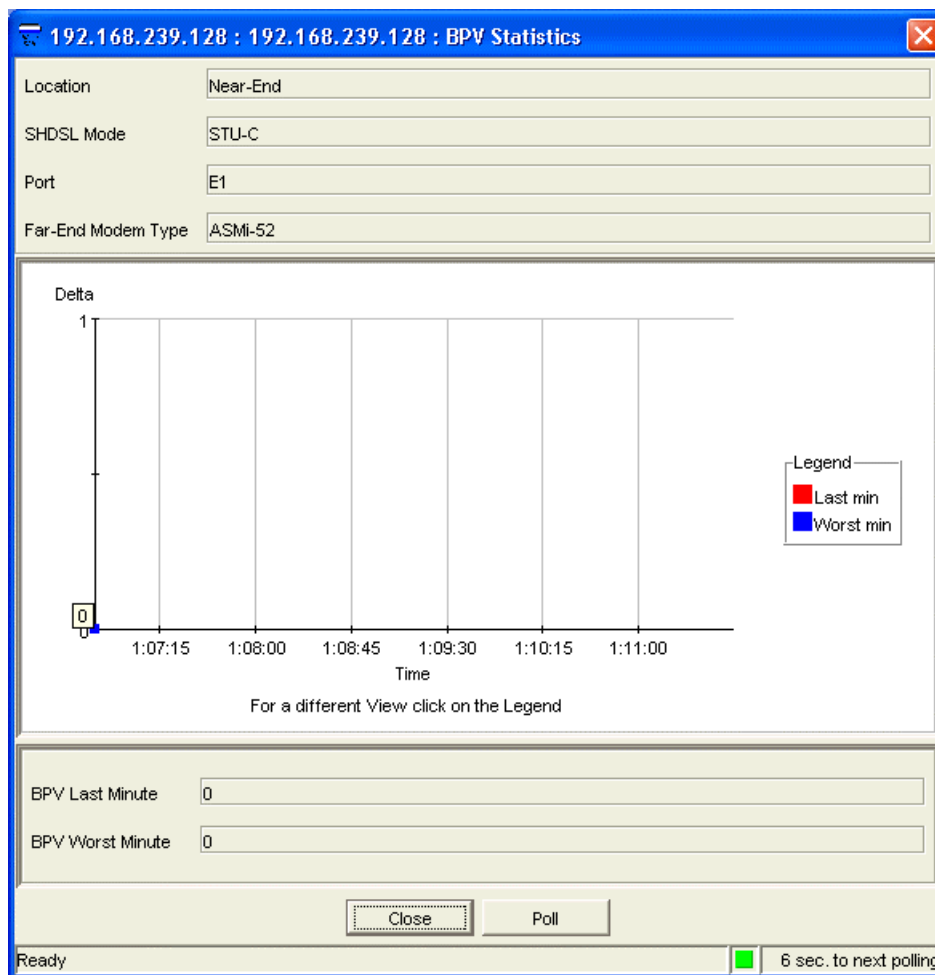 192.168.239.128 : 192.168.239.128 : BPV Statistics
Location Near-End
SHDSL Mode STU-C
Port E1
Far-End Modem Type ASMi-52
Delta
1
Legend
Last min
Worst min
0
0
1:07:15 1:08:00 1:08:45 1:09:30 1:10:15 1:11:00
Time
For a different View click on the Legend
BPV Last Minute 0
BPV Worst Minute 0
Close Poll
Ready 6 sec. to next polling